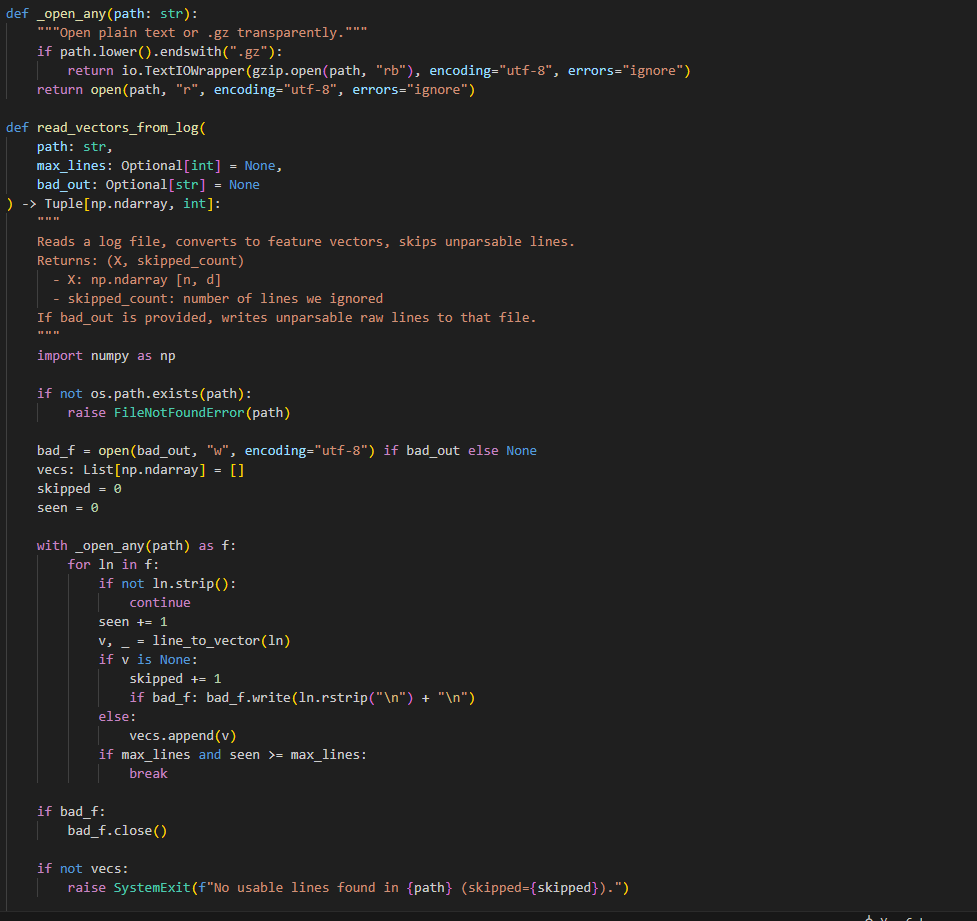 def _open_any(path: str):
    """Open plain text or .gz transparently."""
    if path.lower().endswith(".gz"):
        return io.TextIOWrapper(gzip.open(path, "rb"), encoding="utf-8", errors="ignore")
    return open(path, "r", encoding="utf-8", errors="ignore")

def read_vectors_from_log(
    path: str,
    max_lines: Optional[int] = None,
    bad_out: Optional[str] = None
) -> Tuple[np.ndarray, int]:
    """
    Reads a log file, converts to feature vectors, skips unparsable lines.
    Returns: (X, skipped_count)
      - X: np.ndarray [n, d]
      - skipped_count: number of lines we ignored
    If bad_out is provided, writes unparsable raw lines to that file.
    """
    import numpy as np

    if not os.path.exists(path):
        raise FileNotFoundError(path)

    bad_f = open(bad_out, "w", encoding="utf-8") if bad_out else None
    vecs: List[np.ndarray] = []
    skipped = 0
    seen = 0

    with _open_any(path) as f:
        for ln in f:
            if not ln.strip():
                continue
            seen += 1
            v, _ = line_to_vector(ln)
            if v is None:
                skipped += 1
                if bad_f: bad_f.write(ln.rstrip("\n") + "\n")
            else:
                vecs.append(v)
            if max_lines and seen >= max_lines:
                break

    if bad_f:
        bad_f.close()

    if not vecs:
        raise SystemExit(f"No usable lines found in {path} (skipped={skipped}).")